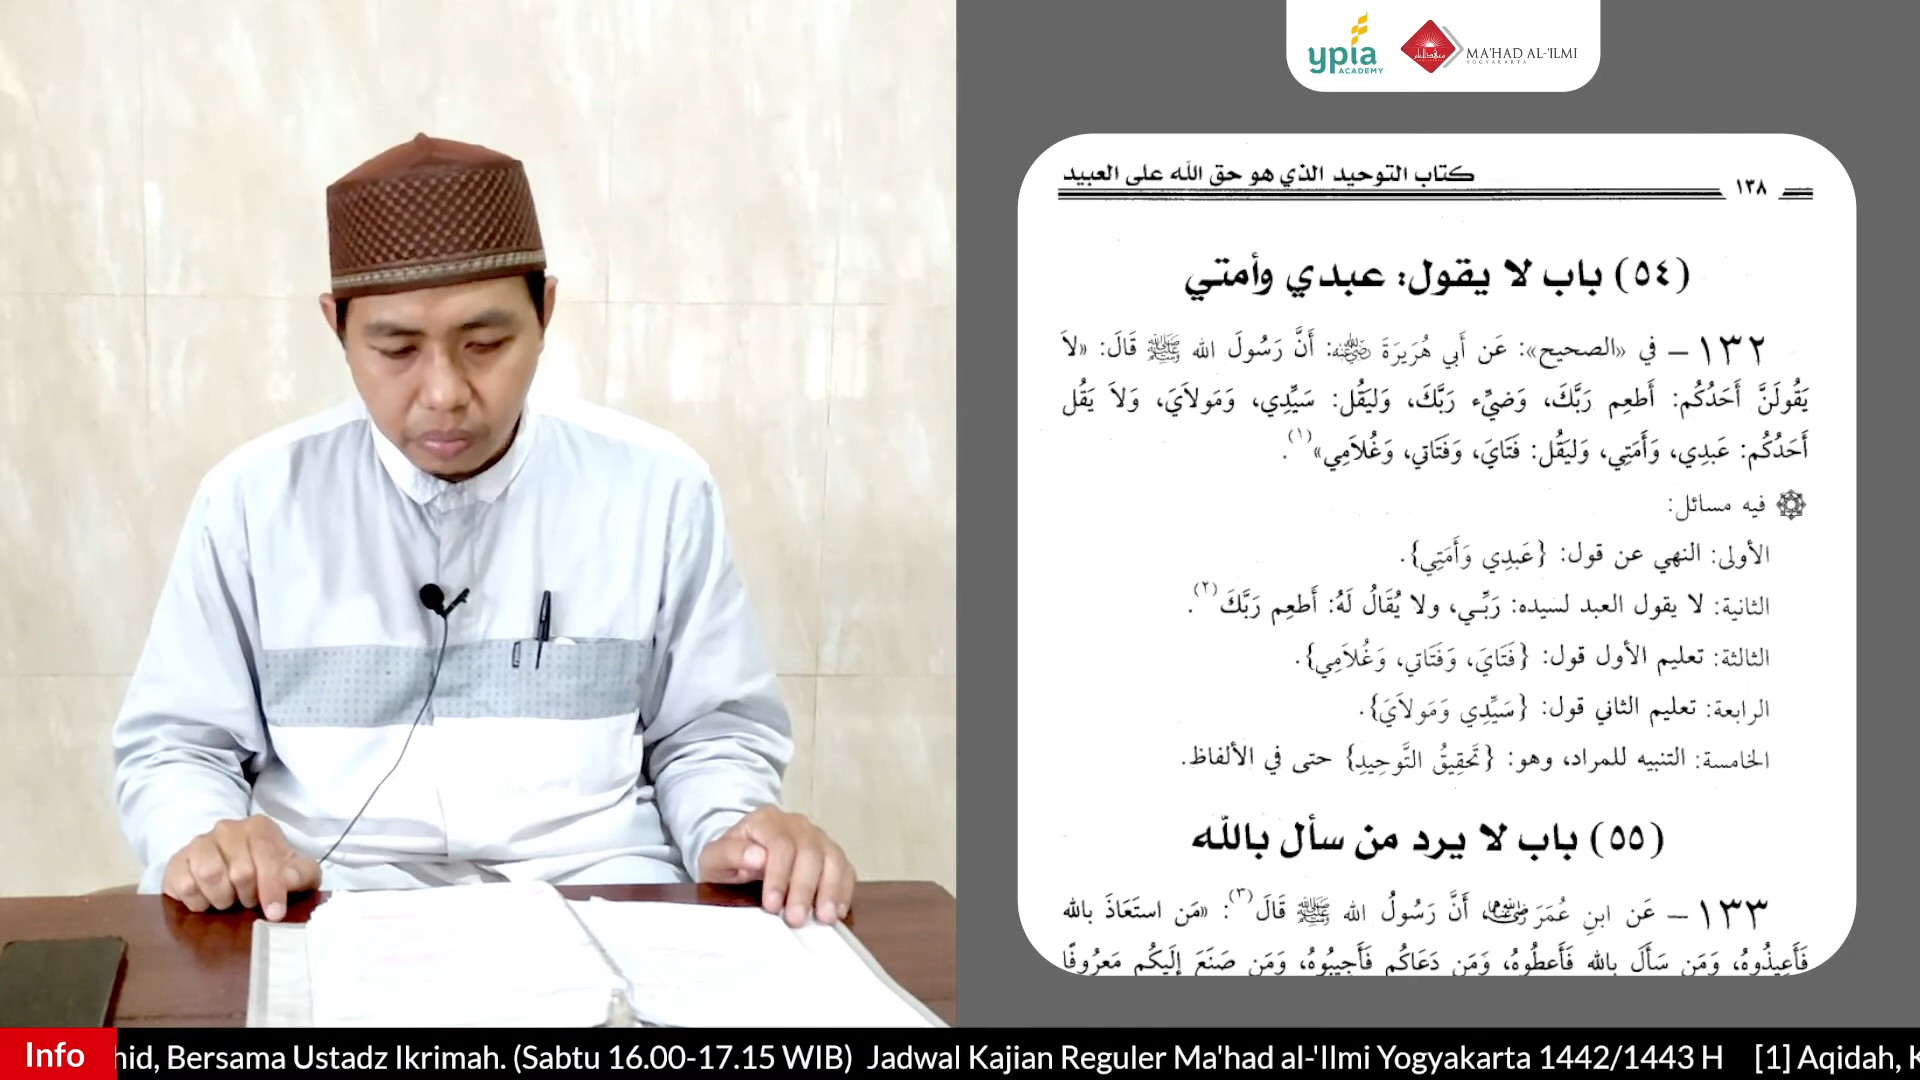 ypia
ACADEMY
MA'HAD AL-'ILMI
YOGYAKARTA
كتاب التوحيد الذي هو حق الله على العبيد
١٣٨
(٥٤) باب لا يقول: عبدي وأمتي
١٣٢ – في «الصحيح»: عَن أَبي هُرَيرَةَ رضي الله عنه: أَنَّ رَسُولَ الله ﷺ قَالَ: «لاَ
يَقُولَنَّ أَحَدُكُم: أَطعِم رَبَّكَ، وَضِّيء رَبَّكَ، وَليَقُل: سَيِّدِي، وَمَولاَيَ، وَلاَ يَقُل
أَحَدُكُم: عَبدِي، وَأَمَتِي، وَليَقُل: فَتَايَ، وَفَتَاتي، وَغُلاَمِي»(١).
فيه مسائل:
الأولى: النهي عن قول: {عَبدِي وَأَمَتِي}.
الثانية: لا يقول العبد لسيده: رَبِّي، ولا يُقَالُ لَهُ: أَطعِم رَبَّكَ(٢).
الثالثة: تعليم الأول قول: {فَتَايَ، وَفَتَاتي، وَغُلاَمِي}.
الرابعة: تعليم الثاني قول: {سَيِّدِي وَمَولاَيَ}.
الخامسة: التنبيه للمراد، وهو: {تَحقِيقُ التَّوحِيدِ} حتى في الألفاظ.
(٥٥) باب لا يرد من سأل بالله
١٣٣ – عَن ابنِ عُمَرَ رضي الله عنهما، أَنَّ رَسُولُ الله ﷺ قَالَ(٣): «مَن استَعَاذَ بالله
فَأَعِيذُوهُ، وَمَن سَأَلَ بالله فَأَعطُوهُ، وَمَن دَعَاكُم فَأَجِيبُوهُ، وَمَن صَنَعَ إِلَيكُم مَعرُوفًا
Info hid, Bersama Ustadz Ikrimah. (Sabtu 16.00-17.15 WIB) Jadwal Kajian Reguler Ma'had al-'Ilmi Yogyakarta 1442/1443 H [1] Aqidah, K